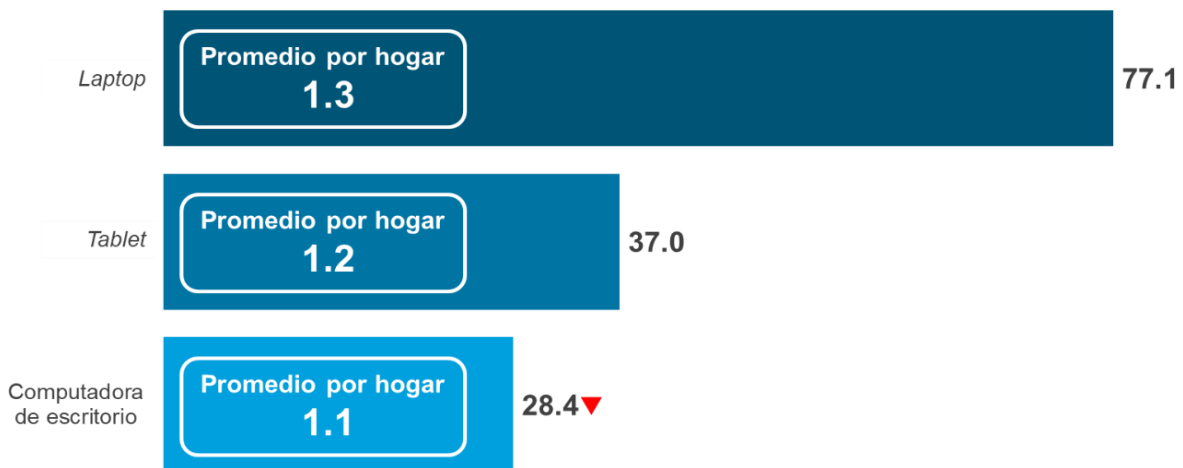 Laptop
Promedio por hogar
1.3
77.1
Tablet
Promedio por hogar
1.2
37.0
Computadora
de escritorio
Promedio por hogar
1.1
28.4▼